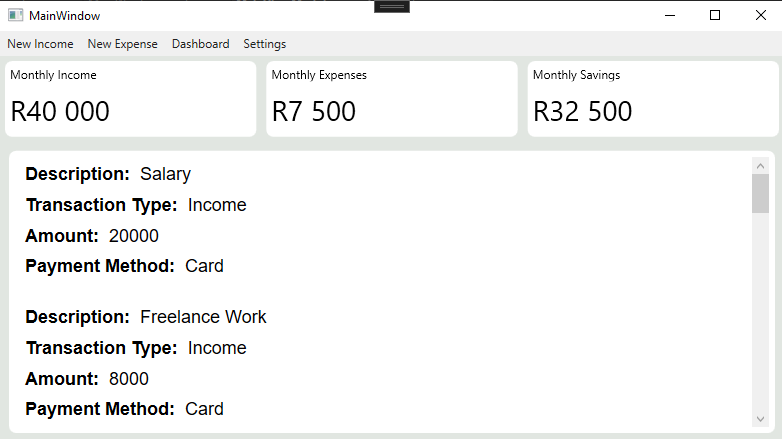 MainWindow
New Income New Expense Dashboard Settings
Monthly Income Monthly Expenses Monthly Savings
R40 000 R7 500 R32 500
Description: Salary
Transaction Type: Income
Amount: 20000
Payment Method: Card
Description: Freelance Work
Transaction Type: Income
Amount: 8000
Payment Method: Card